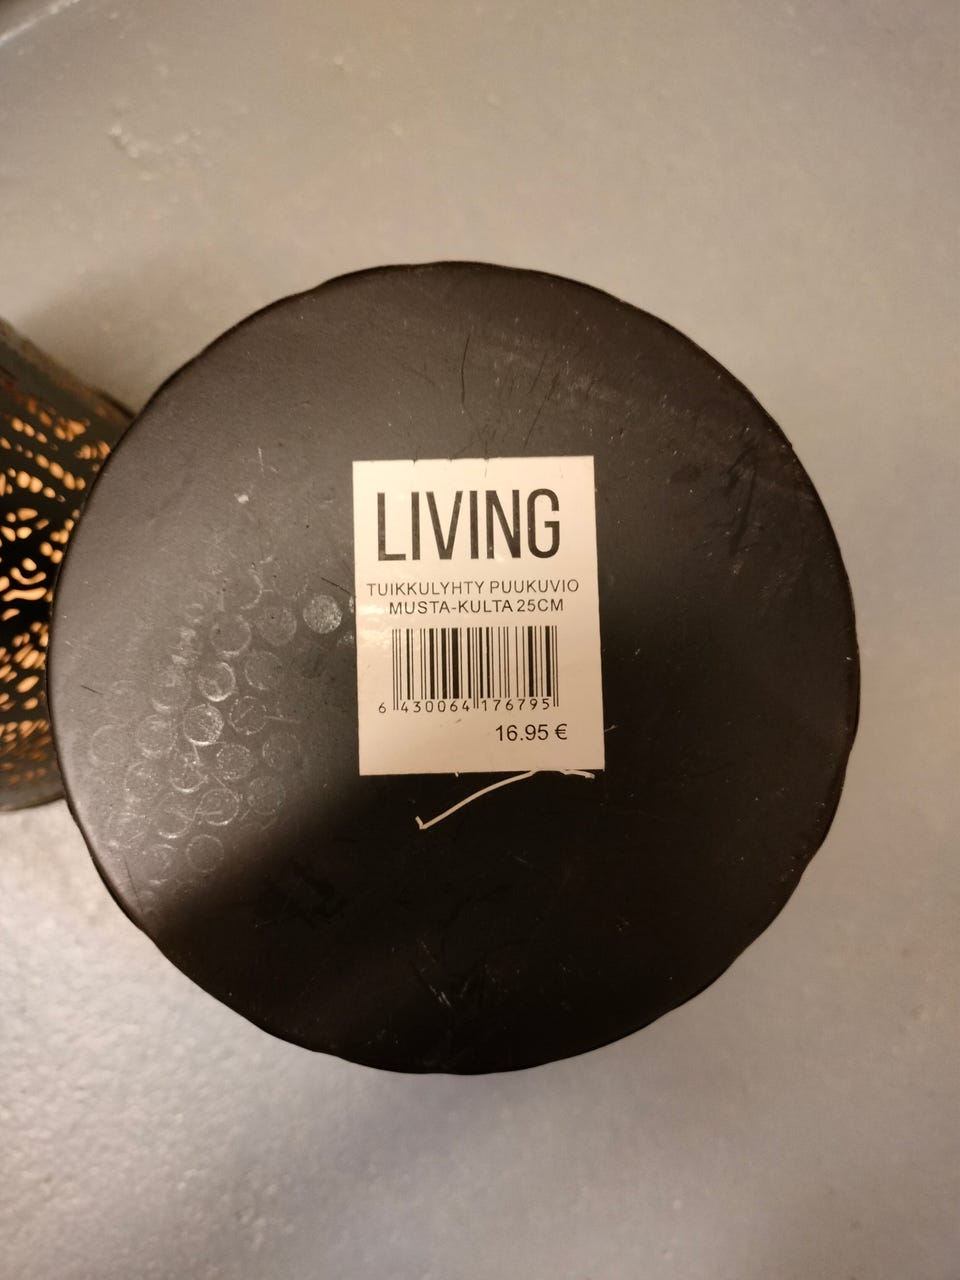 LIVING
TUIKKULYHTY PUUKUVIO
MUSTA-KULTA 25CM
6 430064 176795
16.95 €